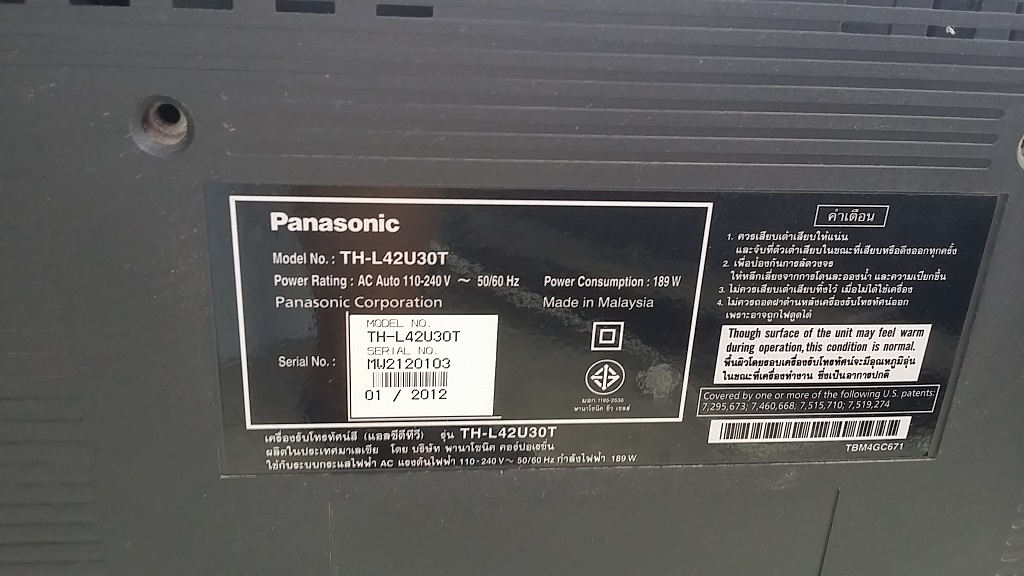 Panasonic
Model No. : TH-L42U30T
Power Rating : AC Auto 110-240 V ～ 50/60 Hz Power Consumption : 189 W
Panasonic Corporation Made in Malaysia
Serial No. :
MODEL NO.
TH-L42U30T
SERIAL NO.
MW2120103
01 / 2012
มอก.1195-2536
พานาโซนิค ซิว เซลส์
เครื่องรับโทรทัศน์สี (แอลซีดีทีวี) รุ่น TH-L42U30T
ผลิตในประเทศมาเลเซีย โดย บริษัท พานาโซนิค คอร์ปอเรชั่น
ใช้กับระบบกระแสไฟฟ้า AC แรงดันไฟฟ้า 110-240 V ～ 50/60 Hz กำลังไฟฟ้า 189 W
คำเตือน
1. ควรเสียบเต้าเสียบให้แน่น
และจับที่ตัวเต้าเสียบในขณะที่เสียบหรือดึงออกทุกครั้ง
2. เพื่อป้องกันการลัดวงจร
ให้หลีกเลี่ยงจากการโดนละอองน้ำ และความเปียกชื้น
3. ไม่ควรเสียบเต้าเสียบทิ้งไว้ เมื่อไม่ได้ใช้เครื่อง
4. ไม่ควรถอดฝาด้านหลังเครื่องรับโทรทัศน์ออก
เพราะอาจถูกไฟดูดได้
Though surface of the unit may feel warm
during operation, this condition is normal.
พื้นผิวโดยรอบเครื่องรับโทรทัศน์จะมีอุณหภูมิอุ่น
ในขณะที่เครื่องทำงาน ซึ่งเป็นอาการปกติ
Covered by one or more of the following U.S. patents:
7,295,673; 7,460,668; 7,515,710; 7,519,274
TBM4GC671